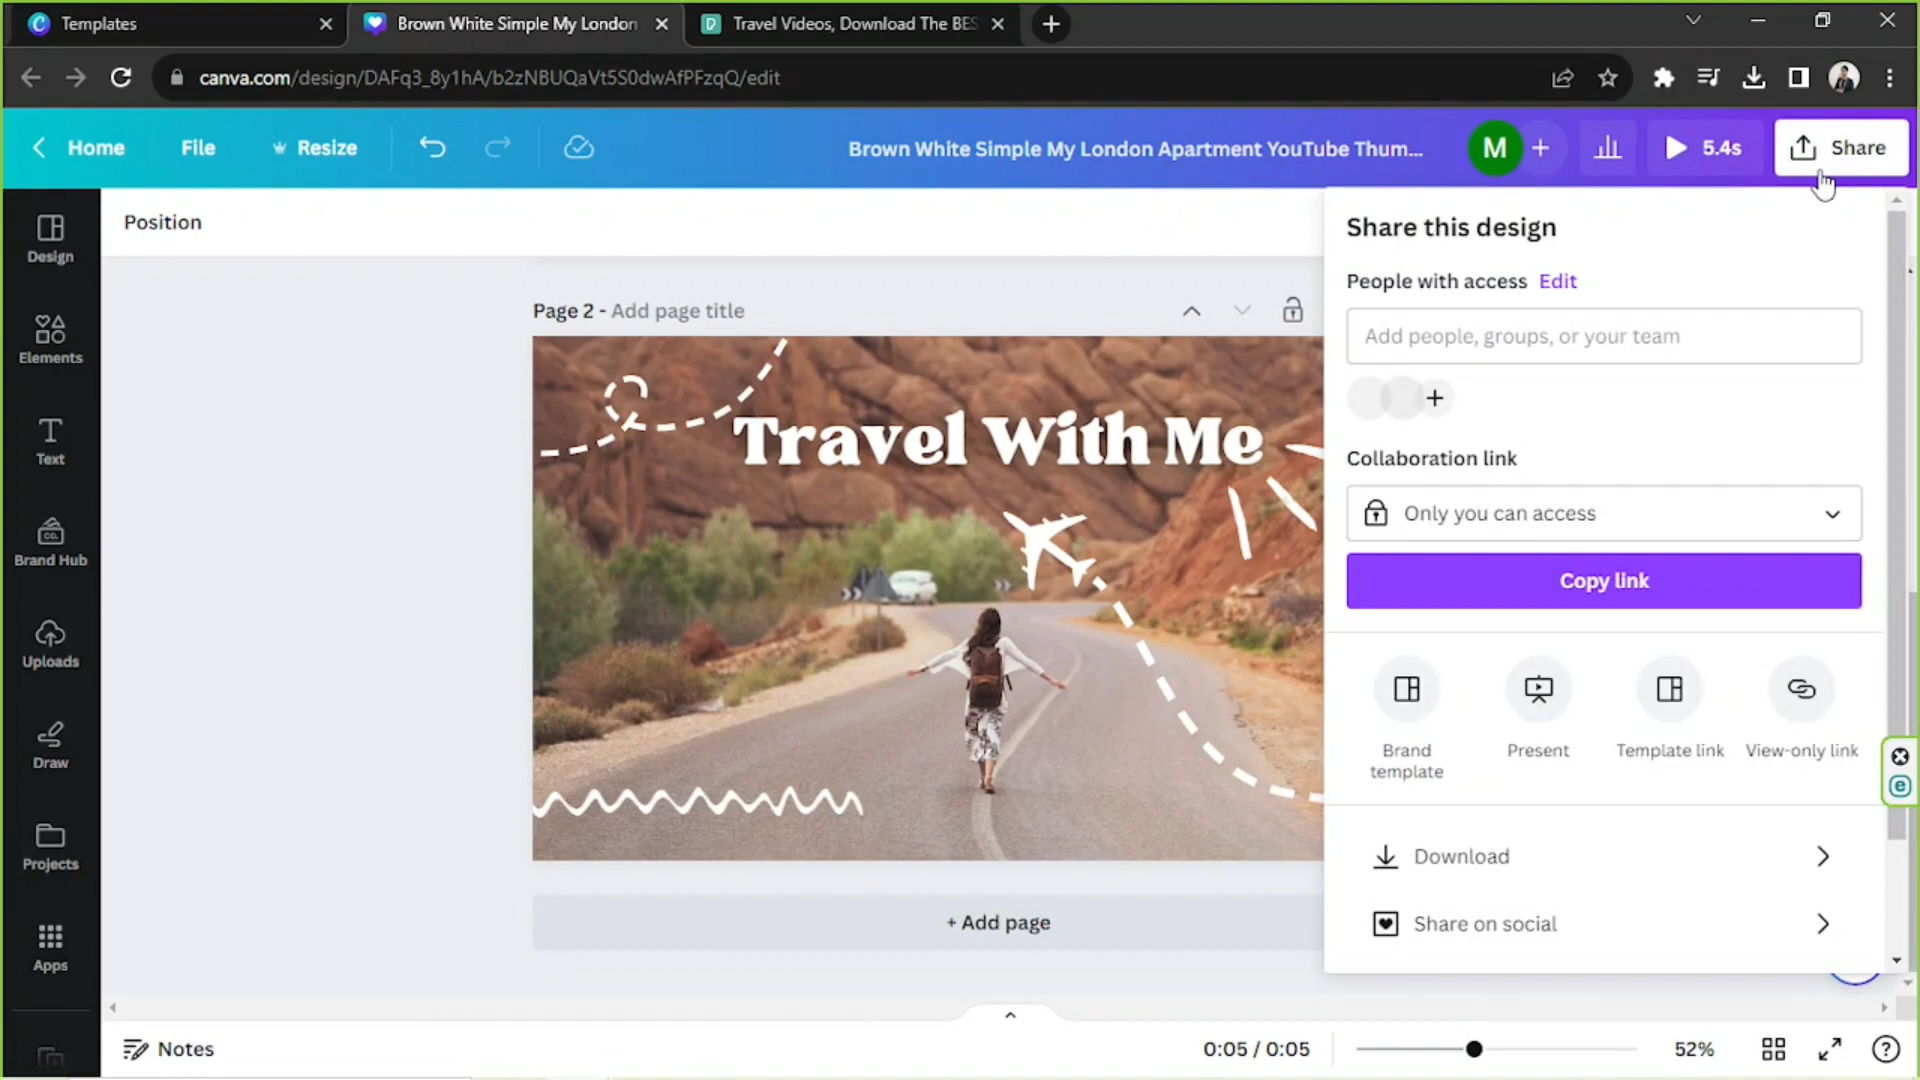 Templates
Brown White Simple My London
Travel Videos, Download The BES
canva.com/design/DAFq3_8y1hA/b2zNBUQaVt5S0dwAfPFzqQ/edit
Home
File
Resize
Brown White Simple My London Apartment YouTube Thum...
M
5.4s
Share
Design
Elements
Text
CO.
Brand Hub
Uploads
Draw
Projects
Apps
Position
Page 2 - Add page title
Travel With Me
+ Add page
Share this design
People with access Edit
Add people, groups, or your team
Collaboration link
Only you can access
Copy link
Brand template
Present
Template link
View-only link
Download
Share on social
Notes
0:05 / 0:05
52%